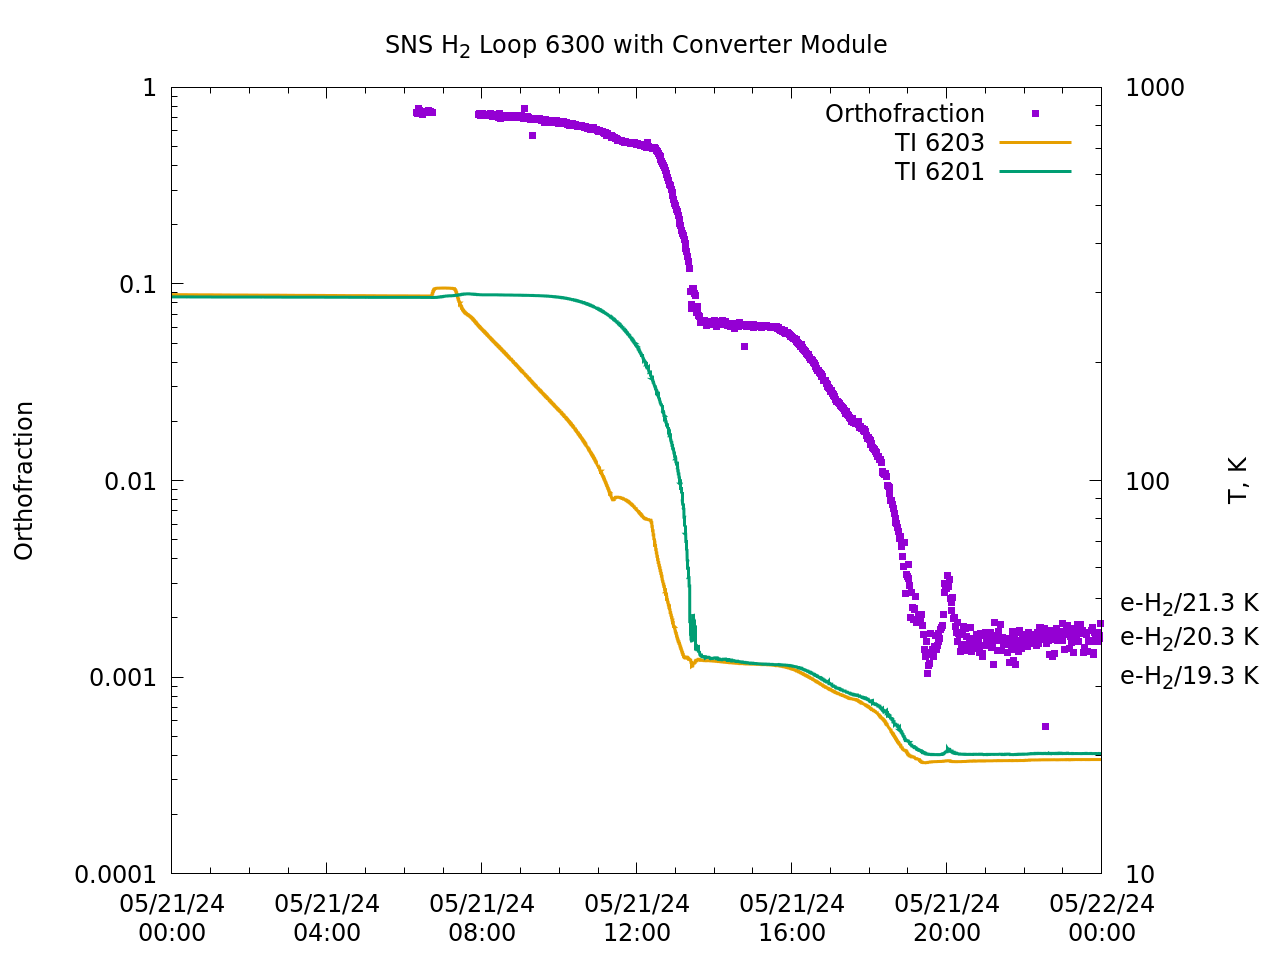 SNS H₂ Loop 6300 with Converter Module
1
0.1
0.01
0.001
0.0001
Orthofraction
1000
100
10
T, K
Orthofraction
TI 6203
TI 6201
e-H₂/21.3 K
e-H₂/20.3 K
e-H₂/19.3 K
05/21/24
00:00
05/21/24
04:00
05/21/24
08:00
05/21/24
12:00
05/21/24
16:00
05/21/24
20:00
05/22/24
00:00